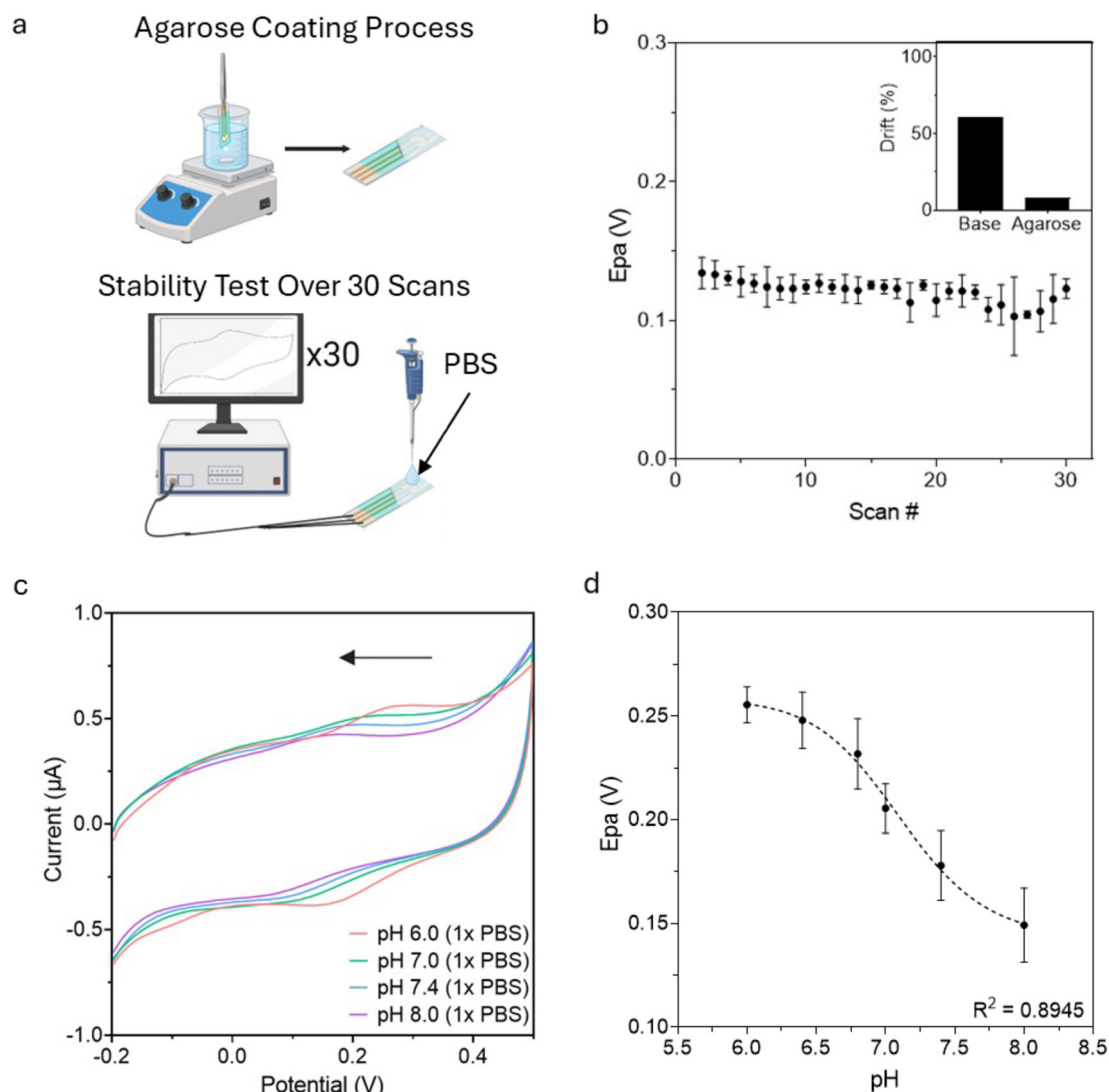 a
Agarose Coating Process
Stability Test Over 30 Scans
x30
PBS
b
0.3
0.2
0.1
0.0
Epa (V)
0
10
20
30
Scan #
100
50
0
Drift (%)
Base
Agarose
c
1.0
0.5
0.0
-0.5
-1.0
Current (µA)
pH 6.0 (1x PBS)
pH 7.0 (1x PBS)
pH 7.4 (1x PBS)
pH 8.0 (1x PBS)
-0.2
0.0
0.2
0.4
Potential (V)
d
0.30
0.25
0.20
0.15
0.10
Epa (V)
R² = 0.8945
5.5
6.0
6.5
7.0
7.5
8.0
8.5
pH